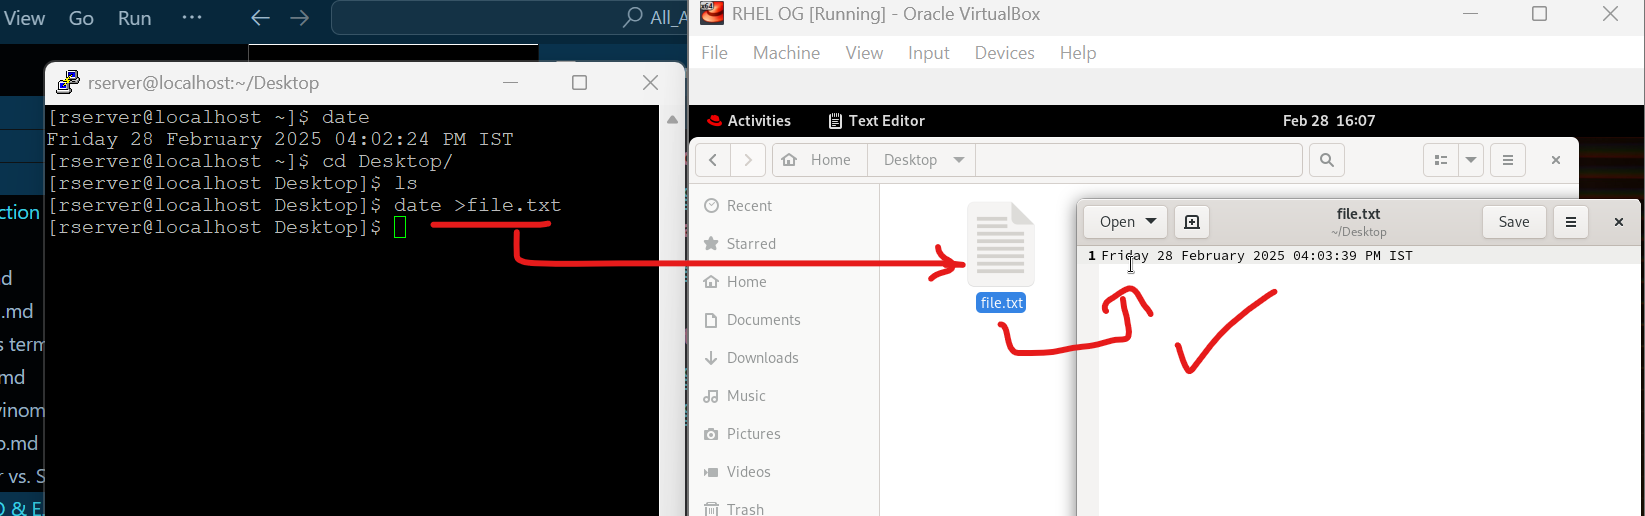 View Go Run ··· All_A
ction
d
.md
s term
md
vinom
o.md
r vs. S
O & E
rserver@localhost:~/Desktop
[rserver@localhost ~]$ date
Friday 28 February 2025 04:02:24 PM IST
[rserver@localhost ~]$ cd Desktop/
[rserver@localhost Desktop]$ ls
[rserver@localhost Desktop]$ date >file.txt
[rserver@localhost Desktop]$
RHEL OG [Running] - Oracle VirtualBox
File Machine View Input Devices Help
Activities Text Editor Feb 28 16:07
Home Desktop
Recent
Starred
Home
Documents
Downloads
Music
Pictures
Videos
Trash
file.txt
Open file.txt Save
~/Desktop
1 Friday 28 February 2025 04:03:39 PM IST